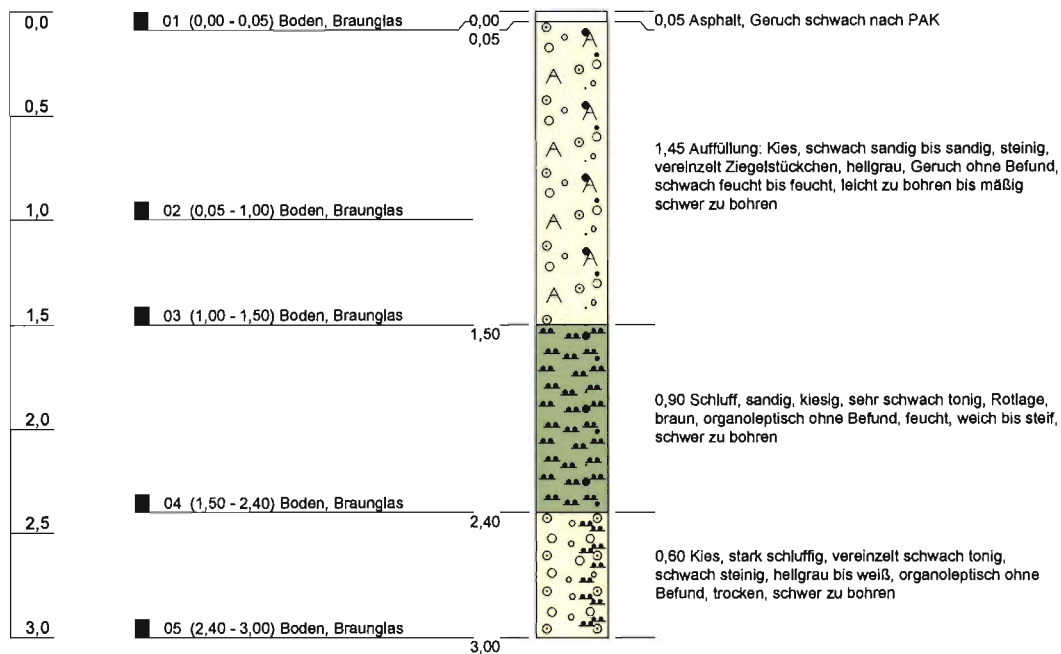 0,0
0,5
1,0
1,5
2,0
2,5
3,0
01 (0,00 - 0,05) Boden, Braunglas
02 (0,05 - 1,00) Boden, Braunglas
03 (1,00 - 1,50) Boden, Braunglas
04 (1,50 - 2,40) Boden, Braunglas
05 (2,40 - 3,00) Boden, Braunglas
0,00
0,05
1,50
2,40
3,00
0,05 Asphalt, Geruch schwach nach PAK
1,45 Auffüllung: Kies, schwach sandig bis sandig, steinig,
vereinzelt Ziegelstückchen, hellgrau, Geruch ohne Befund,
schwach feucht bis feucht, leicht zu bohren bis mäßig
schwer zu bohren
0,90 Schluff, sandig, kiesig, sehr schwach tonig, Rotlage,
braun, organoleptisch ohne Befund, feucht, weich bis steif,
schwer zu bohren
0,60 Kies, stark schluffig, vereinzelt schwach tonig,
schwach steinig, hellgrau bis weiß, organoleptisch ohne
Befund, trocken, schwer zu bohren